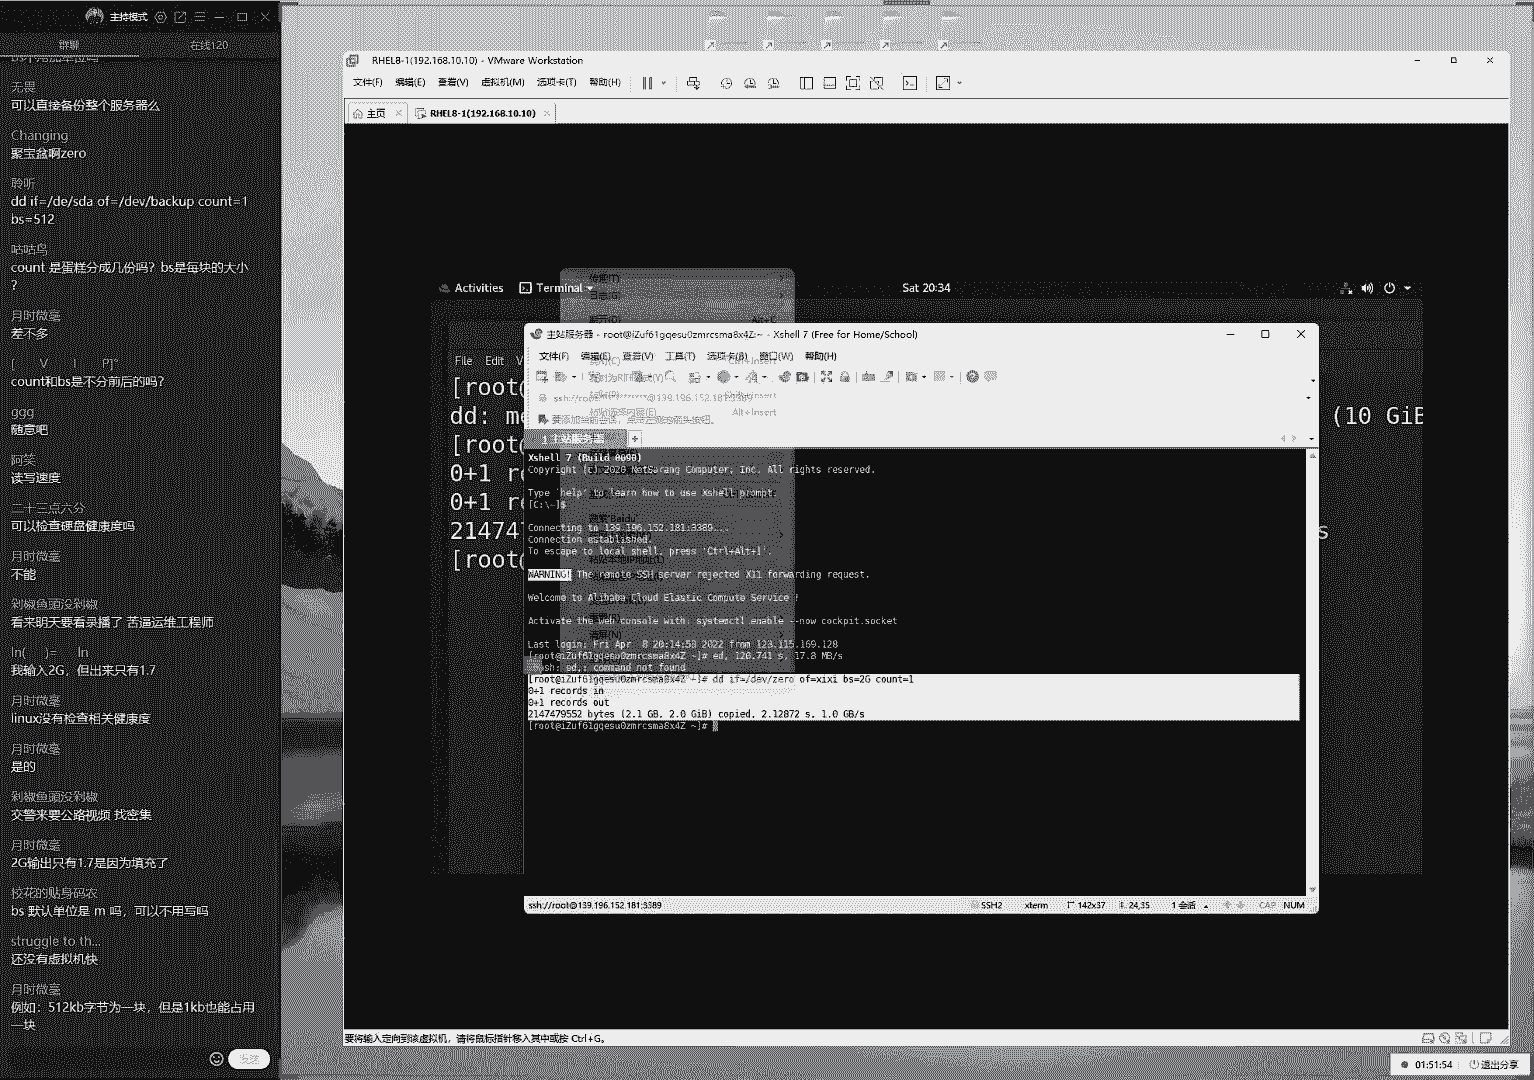 主持模式
群聊
在线120
无畏
可以直接备份整个服务器么
Changing
聚宝盆啊zero
聆听
dd if=/de/sda of=/dev/backup count=1
bs=512
咕咕鸟
count 是蛋糕分成几份吗？bs是每块的大小
?
月时微毫
差不多
count和bs是不分前后的吗?
ggg
随意吧
阿笑
读写速度
二十三点六分
可以检查硬盘健康度吗
月时微毫
不能
剁椒鱼头没剁椒
看来明天要看录播了 苦逼运维工程师
ln( )= ln
我输入2G，但出来只有1.7
月时微毫
linux没有检查相关健康度
月时微毫
是的
剁椒鱼头没剁椒
交警来要公路视频 找密集
月时微毫
2G输出只有1.7是因为填充了
校花的贴身码农
bs 默认单位是 m 吗，可以不用写吗
struggle to th...
还没有虚拟机快
月时微毫
例如：512kb字节为一块，但是1kb也能占用
一块
发送
RHEL8-1(192.168.10.10) - VMware Workstation
文件(F) 编辑(E) 查看(V) 虚拟机(M) 选项卡(T) 帮助(H)
主页
RHEL8-1(192.168.10.10)
Activities Terminal
Sat 20:34
File Edit V
[root@
dd: me
(10 GiB
[root@
0+1 re
0+1 re
21474
s
[root@
主站服务器 - root@iZuf61gqesu0zmrcsma8x4Z:~ - Xshell 7 (Free for Home/School)
文件(F) 编辑(E) 查看(V) 工具(T) 选项卡(B) 窗口(W) 帮助(H)
1 主站服务器
Xshell 7 (Build 0090)
Copyright (c) 2020 NetSarang Computer, Inc. All rights reserved.
Type `help' to learn how to use Xshell prompt.
[C:\~]$
Connecting to 139.196.152.181:3389...
Connection established.
To escape to local shell, press 'Ctrl+Alt+]'.
WARNING! The remote SSH server rejected X11 forwarding request.
Welcome to Alibaba Cloud Elastic Compute Service !
Activate the web console with: systemctl enable --now cockpit.socket
Last login: Fri Apr 8 20:14:53 2022 from 123.115.169.128
[root@iZuf61gqesu0zmrcsma8x4Z ~]# ed, 120.741 s, 17.8 MB/s
-bash: ed,: command not found
[root@iZuf61gqesu0zmrcsma8x4Z ~]# dd if=/dev/zero of=xixi bs=2G count=1
0+1 records in
0+1 records out
2147479552 bytes (2.1 GB, 2.0 GiB) copied, 2.12872 s, 1.0 GB/s
[root@iZuf61gqesu0zmrcsma8x4Z ~]#
ssh://root@139.196.152.181:3389
SSH2 xterm 142x37 24,35 1 会话 CAP NUM
要将输入定向到该虚拟机，请将鼠标指针移入其中或按 Ctrl+G。
01:51:54 退出分享